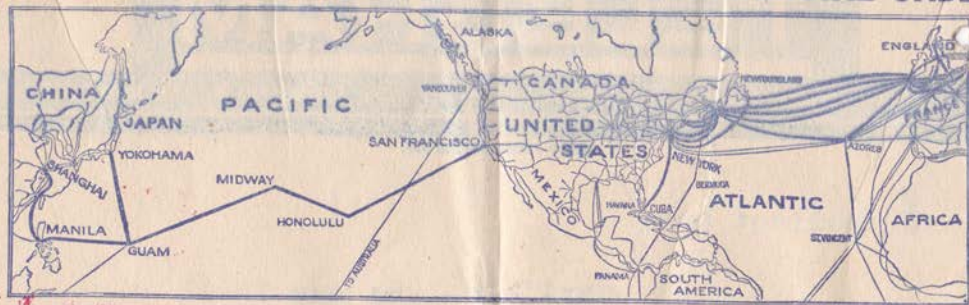 ALASKA
ENGLAND
CHINA
CANADA
NEWFOUNDLAND
VANCOUVER
PACIFIC
FRANCE
JAPAN
UNITED
SAN FRANCISCO
STATES
AZORES
YOKOHAMA
NEW YORK
SHANGHAI
MIDWAY
BERMUDA
MEXICO
HAVANA
CUBA
ATLANTIC
HONOLULU
AFRICA
MANILA
ST. VINCENT
GUAM
TO AUSTRALIA
PANAMA
SOUTH
AMERICA